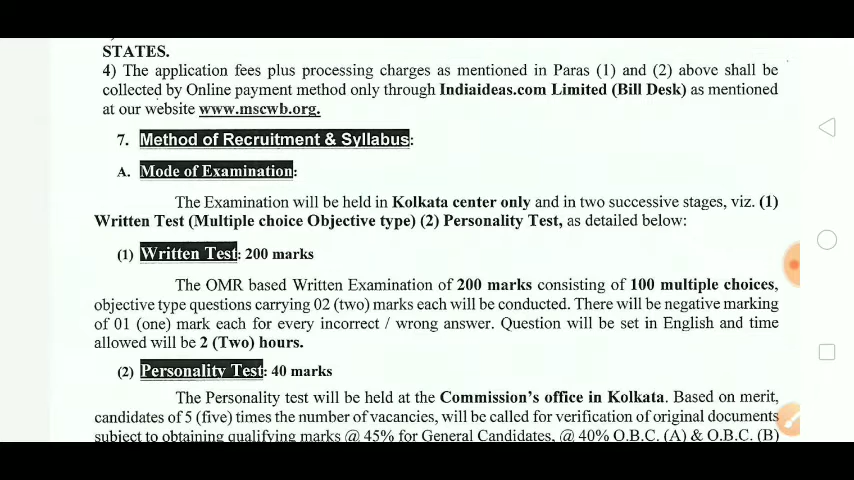 STATES.
4) The application fees plus processing charges as mentioned in Paras (1) and (2) above shall be
collected by Online payment method only through Indiaideas.com Limited (Bill Desk) as mentioned
at our website www.mscwb.org.
7. Method of Recruitment & Syllabus:
A. Mode of Examination:
The Examination will be held in Kolkata center only and in two successive stages, viz. (1)
Written Test (Multiple choice Objective type) (2) Personality Test, as detailed below:
(1) Written Test: 200 marks
The OMR based Written Examination of 200 marks consisting of 100 multiple choices,
objective type questions carrying 02 (two) marks each will be conducted. There will be negative marking
of 01 (one) mark each for every incorrect / wrong answer. Question will be set in English and time
allowed will be 2 (Two) hours.
(2) Personality Test: 40 marks
The Personality test will be held at the Commission's office in Kolkata. Based on merit,
candidates of 5 (five) times the number of vacancies, will be called for verification of original documents
subject to obtaining qualifying marks @ 45% for General Candidates, @ 40% O.B.C. (A) & O.B.C. (B)